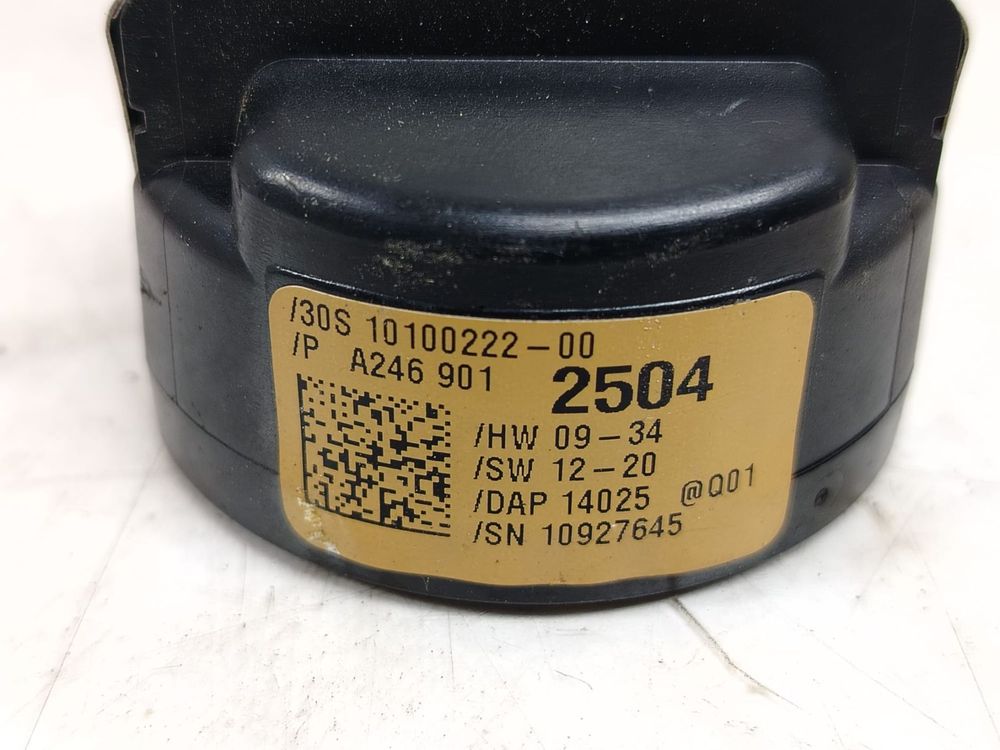 /30S 10100222-00
/P A246 901 2504
/HW 09-34
/SW 12-20
/DAP 14025 @Q01
/SN 10927645